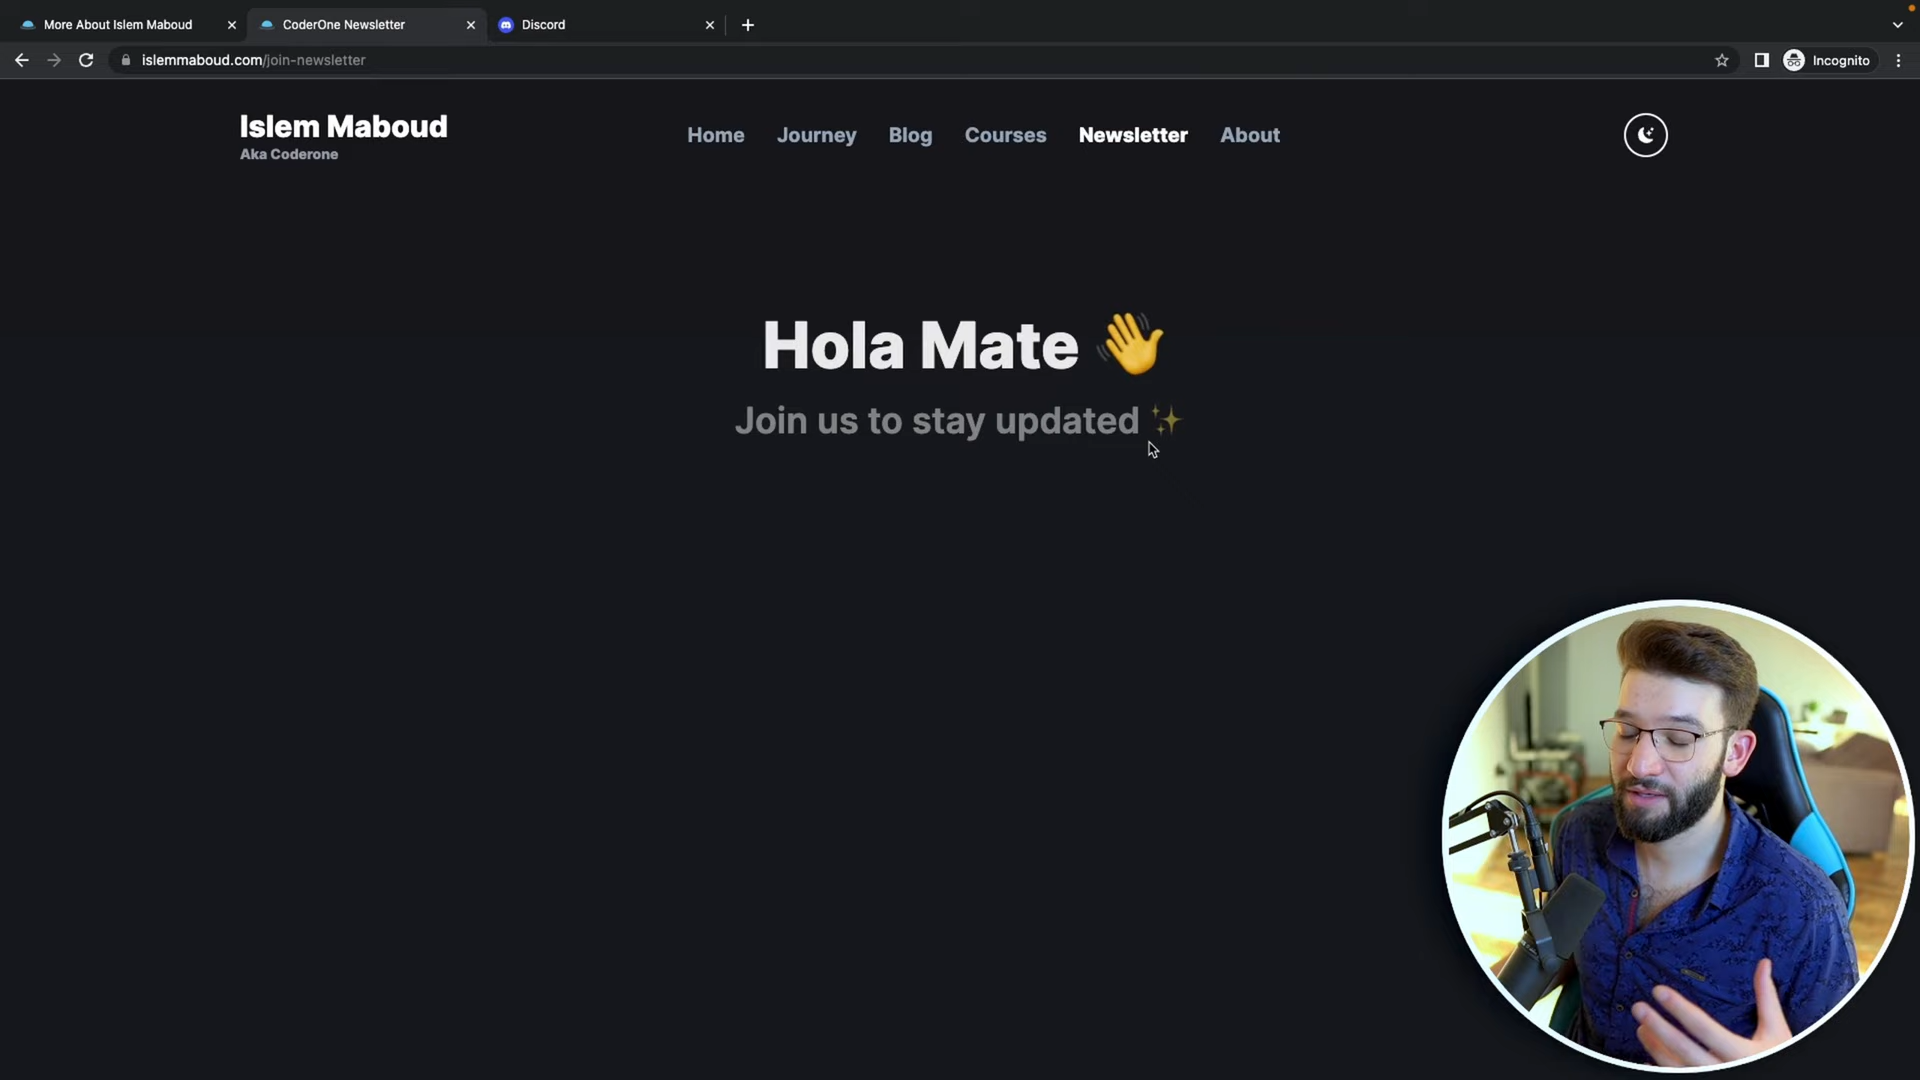 More About Islem Maboud
CoderOne Newsletter
Discord
islemmaboud.com/join-newsletter
Incognito
Islem Maboud
Aka Coderone
Home
Journey
Blog
Courses
Newsletter
About
Hola Mate 👋
Join us to stay updated ✨